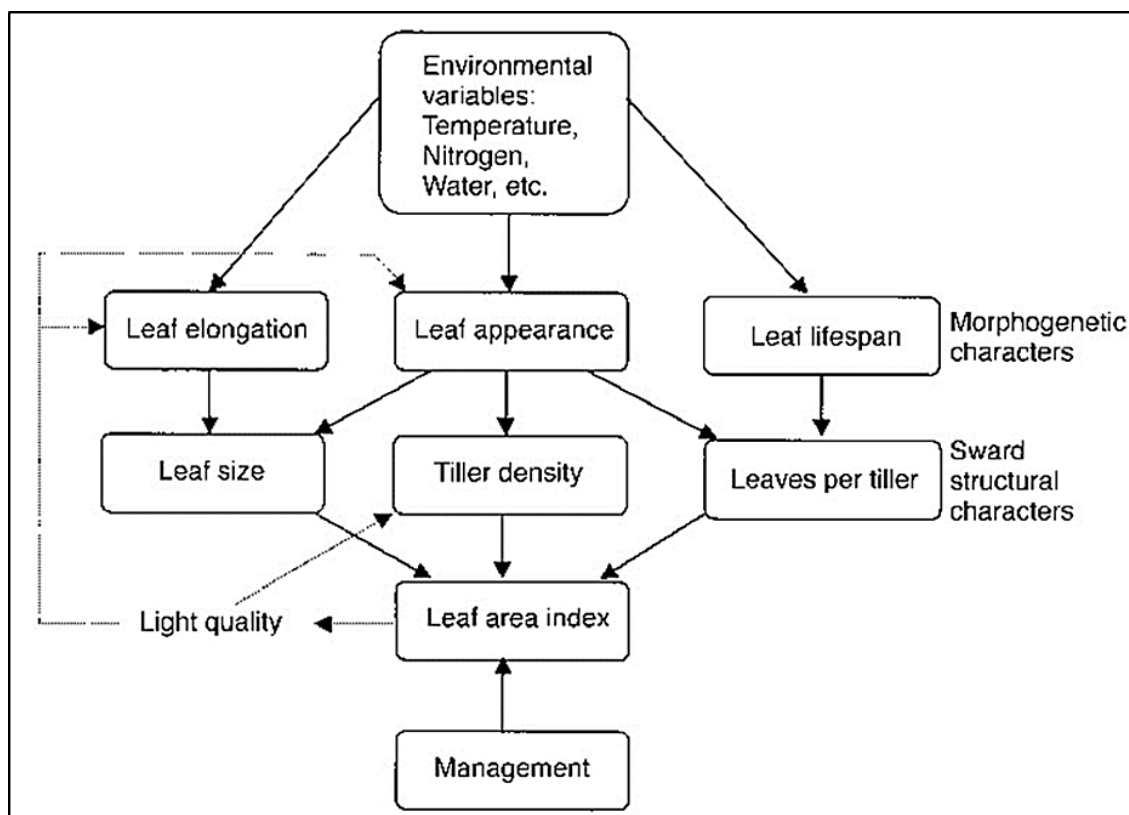 Environmental
variables:
Temperature,
Nitrogen,
Water, etc.
Leaf elongation
Leaf appearance
Leaf lifespan
Morphogenetic
characters
Leaf size
Tiller density
Leaves per tiller
Sward
structural
characters
Light quality
Leaf area index
Management